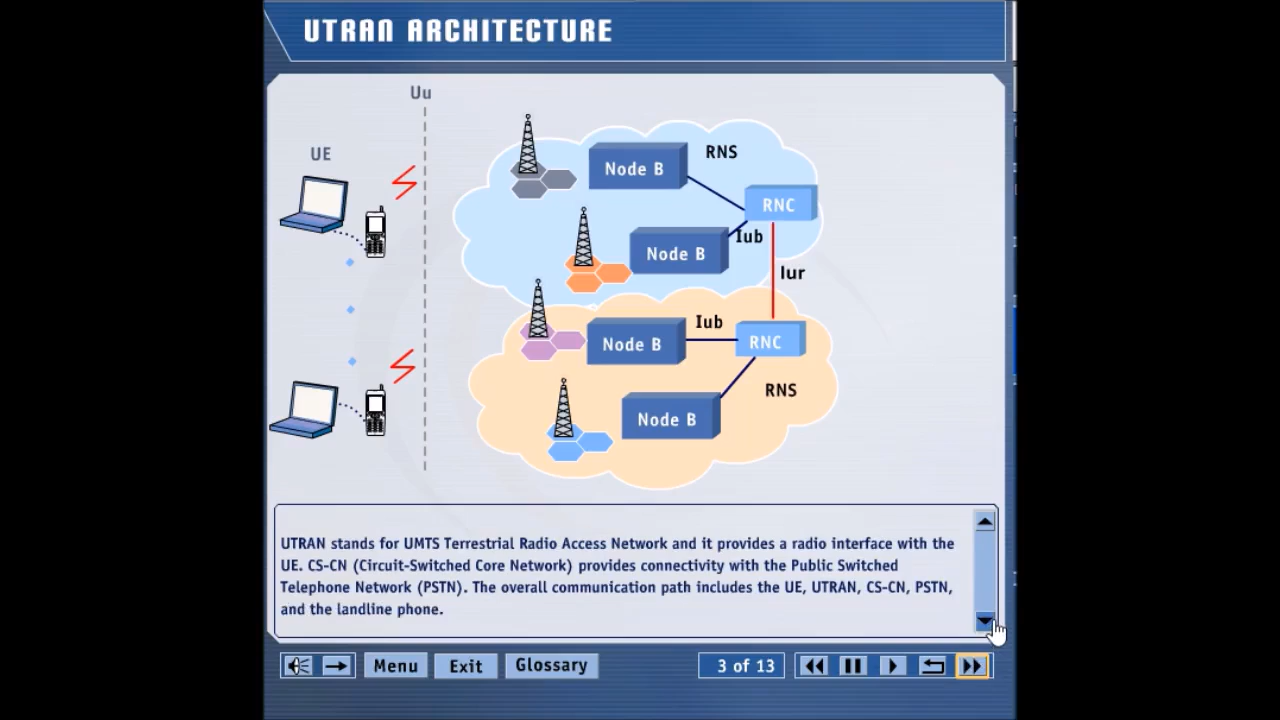 UTRAN ARCHITECTURE
Uu
UE
RNS
Node B
RNC
Iub
Node B
Iur
Iub
Node B
RNC
RNS
Node B
UTRAN stands for UMTS Terrestrial Radio Access Network and it provides a radio interface with the
UE. CS-CN (Circuit-Switched Core Network) provides connectivity with the Public Switched
Telephone Network (PSTN). The overall communication path includes the UE, UTRAN, CS-CN, PSTN,
and the landline phone.
Menu
Exit
Glossary
3 of 13